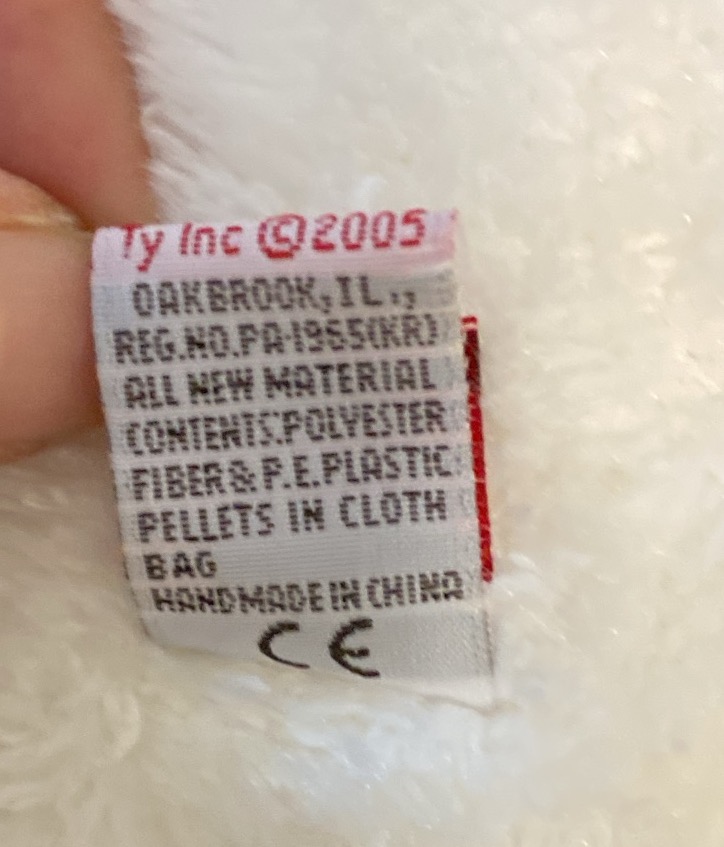 Ty Inc ©2005
OAKBROOK,IL.,
REG.NO.PA-1965(KR)
ALL NEW MATERIAL
CONTENTS:POLYESTER
FIBER & P.E.PLASTIC
PELLETS IN CLOTH
BAG
HANDMADE IN CHINA
CE